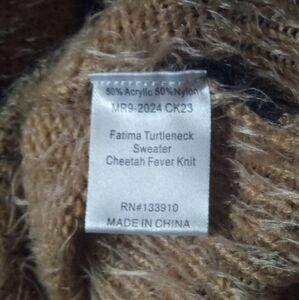 50% Acrylic 50% Nylon
MR9-2024 CK23
Fatima Turtleneck
Sweater
Cheetah Fever Knit
RN#133910
MADE IN CHINA